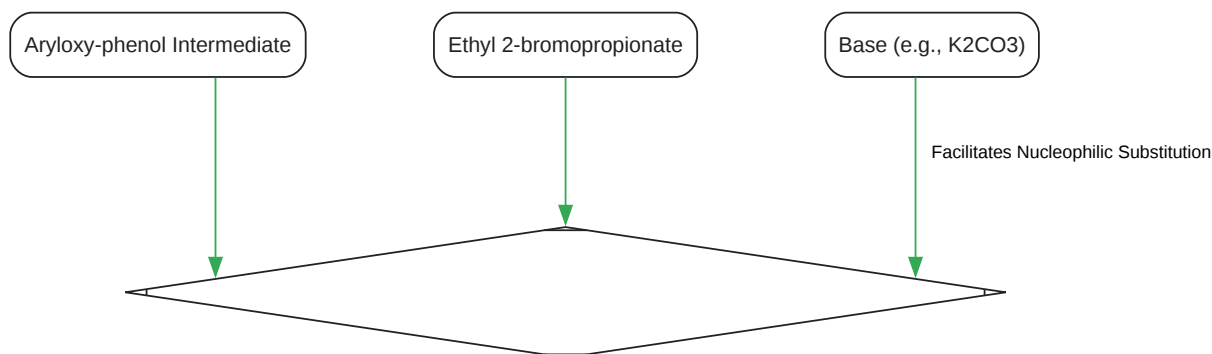 Aryloxy-phenol Intermediate
Ethyl 2-bromopropionate
Base (e.g., K2CO3)
Facilitates Nucleophilic Substitution